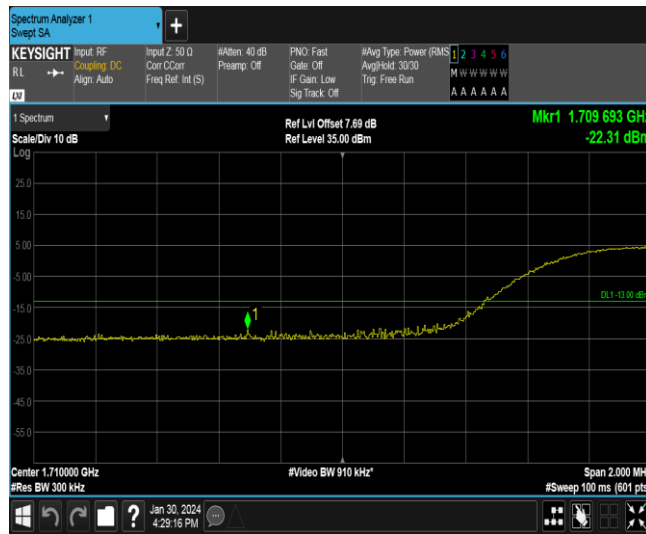 Spectrum Analyzer 1
Swept SA
+
KEYSIGHT
RL
LXI
Input: RF
Coupling: DC
Align: Auto
Input Z: 50 Ω
Corr CCorr
Freq Ref: Int (S)
#Atten: 40 dB
Preamp: Off
PNO: Fast
Gate: Off
IF Gain: Low
Sig Track: Off
#Avg Type: Power (RMS
Avg|Hold: 30/30
Trig: Free Run
1 2 3 4 5 6
M W W W W W
A A A A A A
1 Spectrum
Scale/Div 10 dB
Log
Ref Lvl Offset 7.69 dB
Ref Level 35.00 dBm
Mkr1 1.709 693 GHz
-22.31 dBm
25.0
15.0
5.00
-5.00
-15.0
-25.0
-35.0
-45.0
-55.0
1
DL1 -13.00 dBm
Center 1.710000 GHz
#Res BW 300 kHz
#Video BW 910 kHz*
Span 2.000 MH
#Sweep 100 ms (601 pts
?
Jan 30, 2024
4:29:16 PM